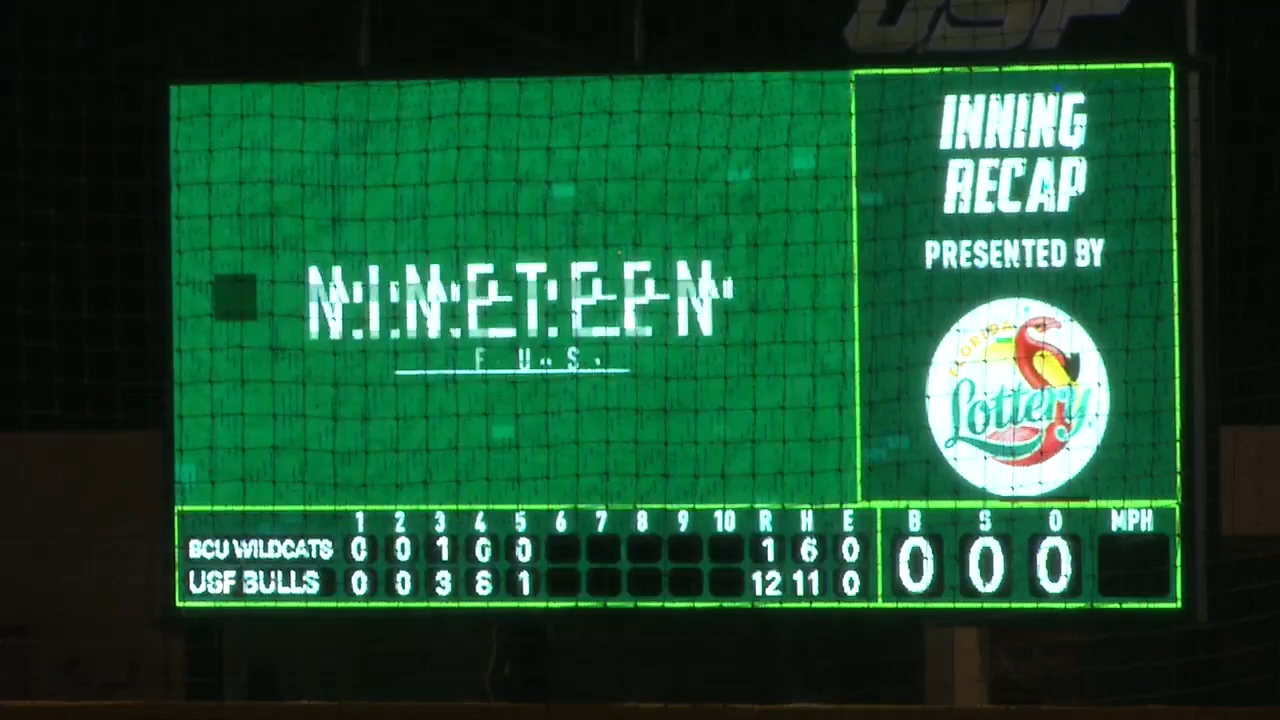 USF
NINETEEN
INNING
RECAP
PRESENTED BY
FLORIDA
Lottery
1 2 3 4 5 6 7 8 9 10 R H E B S O MPH
BCU WILDCATS 0 0 1 0 0 1 6 0 0 0 0
USF BULLS 0 0 3 8 1 12 11 0